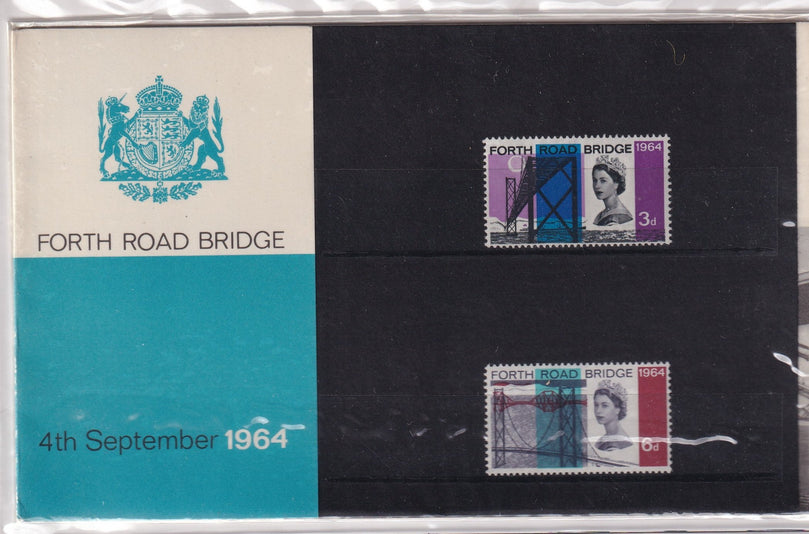 FORTH ROAD BRIDGE
4th September 1964
FORTH ROAD BRIDGE 1964
3d
FORTH ROAD BRIDGE 1964
6d